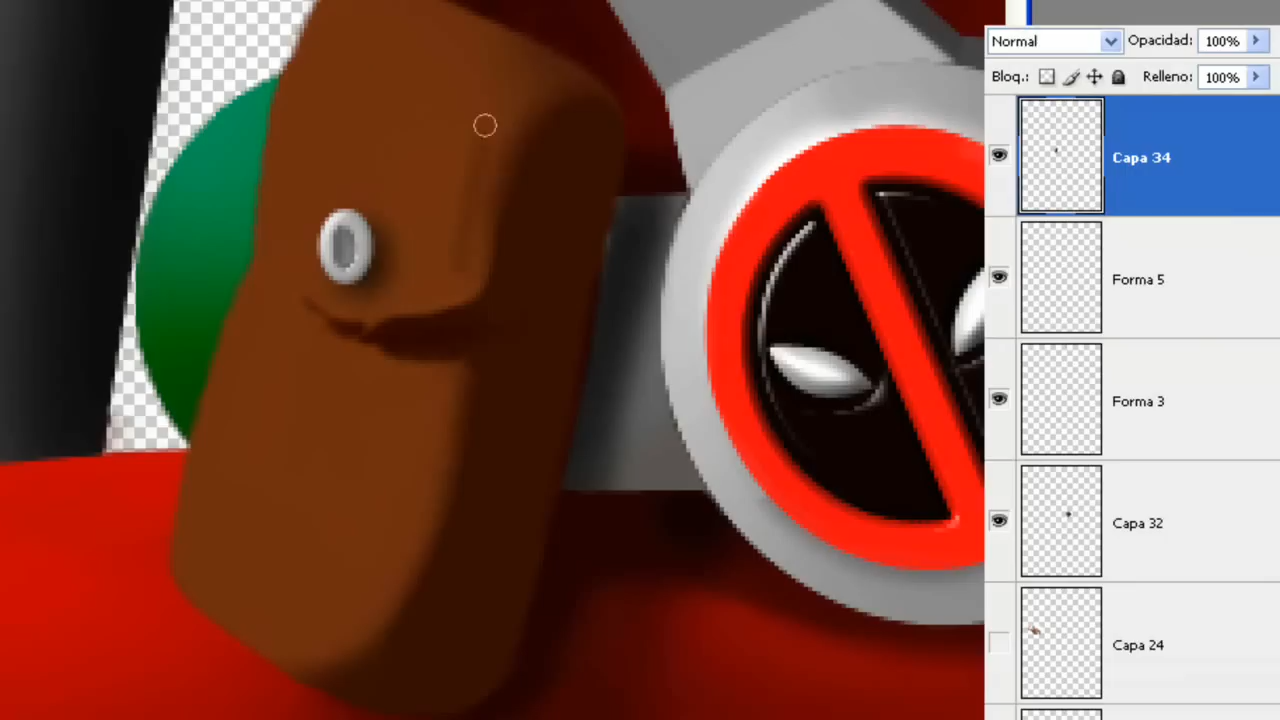 Normal Opacidad: 100%
Bloq.: Relleno: 100%
Capa 34
Forma 5
Forma 3
Capa 32
Capa 24